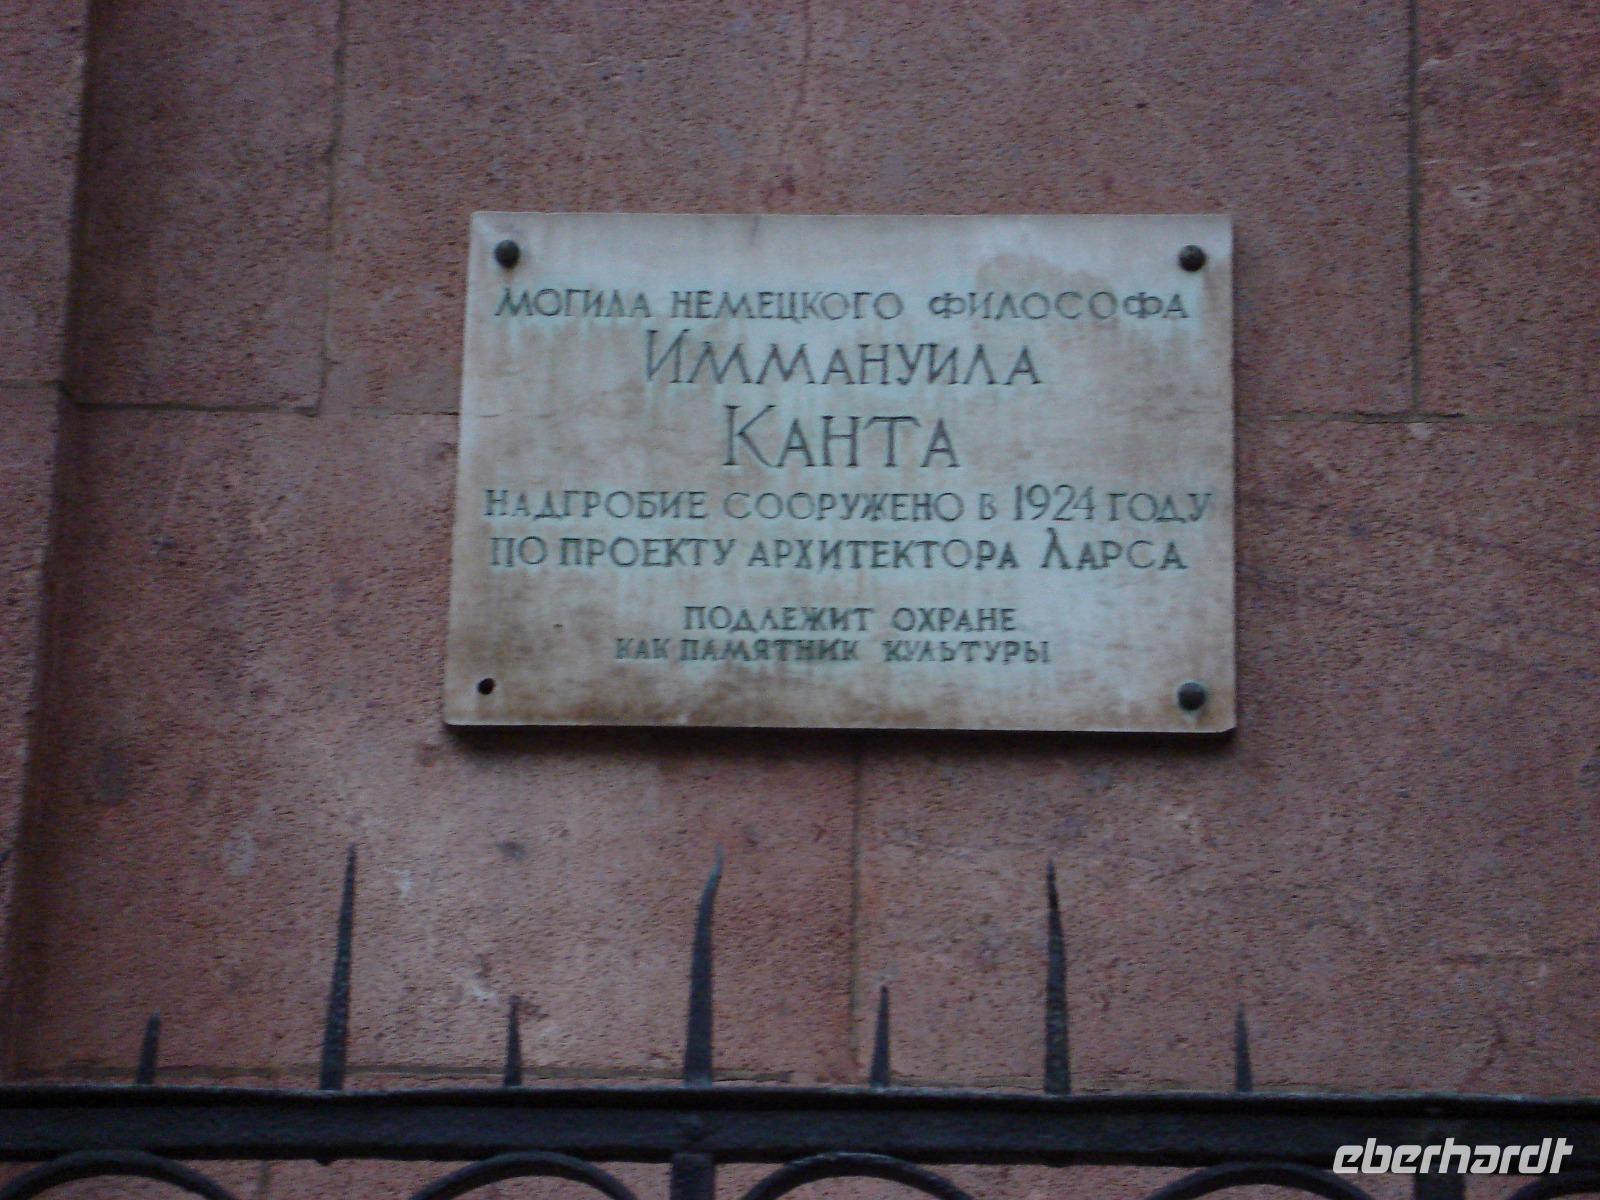 МОГИЛА НЕМЕЦКОГО ФИЛОСОФА
ИММАНУИЛА
КАНТА
НАДГРОБИЕ СООРУЖЕНО В 1924 ГОДУ
ПО ПРОЕКТУ АРХИТЕКТОРА ЛАРСА
ПОДЛЕЖИТ ОХРАНЕ
КАК ПАМЯТНИК КУЛЬТУРЫ
eberhardt